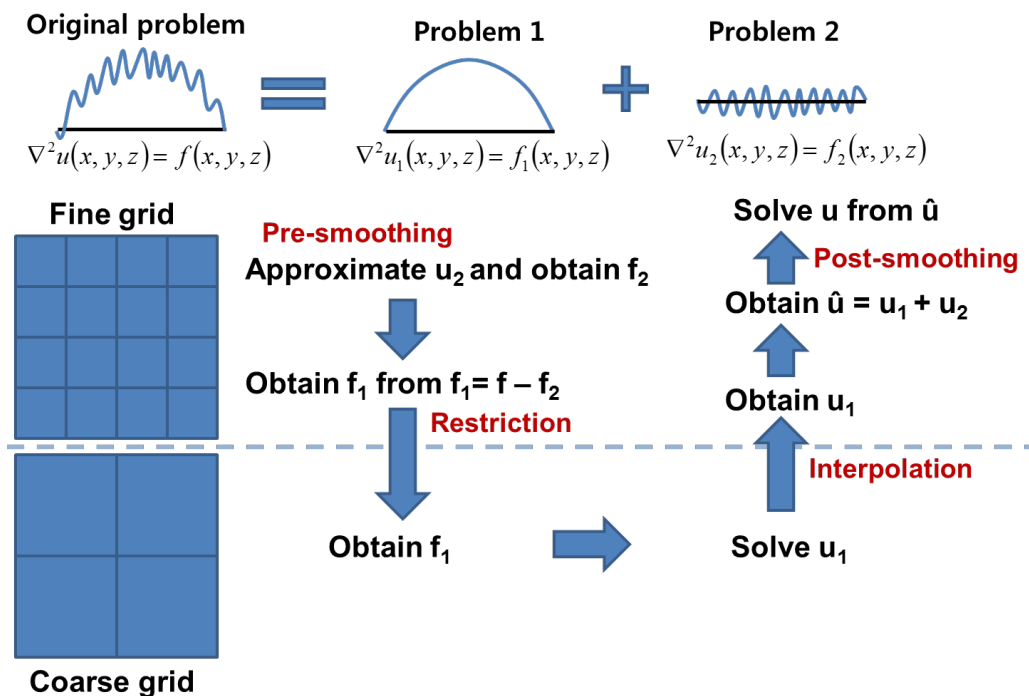 Original problem
Problem 1
Problem 2
∇²u(x, y, z) = f(x, y, z)
∇²u₁(x, y, z) = f₁(x, y, z)
∇²u₂(x, y, z) = f₂(x, y, z)
Fine grid
Pre-smoothing
Approximate u₂ and obtain f₂
Obtain f₁ from f₁= f – f₂
Restriction
Obtain f₁
Solve u₁
Interpolation
Obtain u₁
Obtain û = u₁ + u₂
Post-smoothing
Solve u from û
Coarse grid